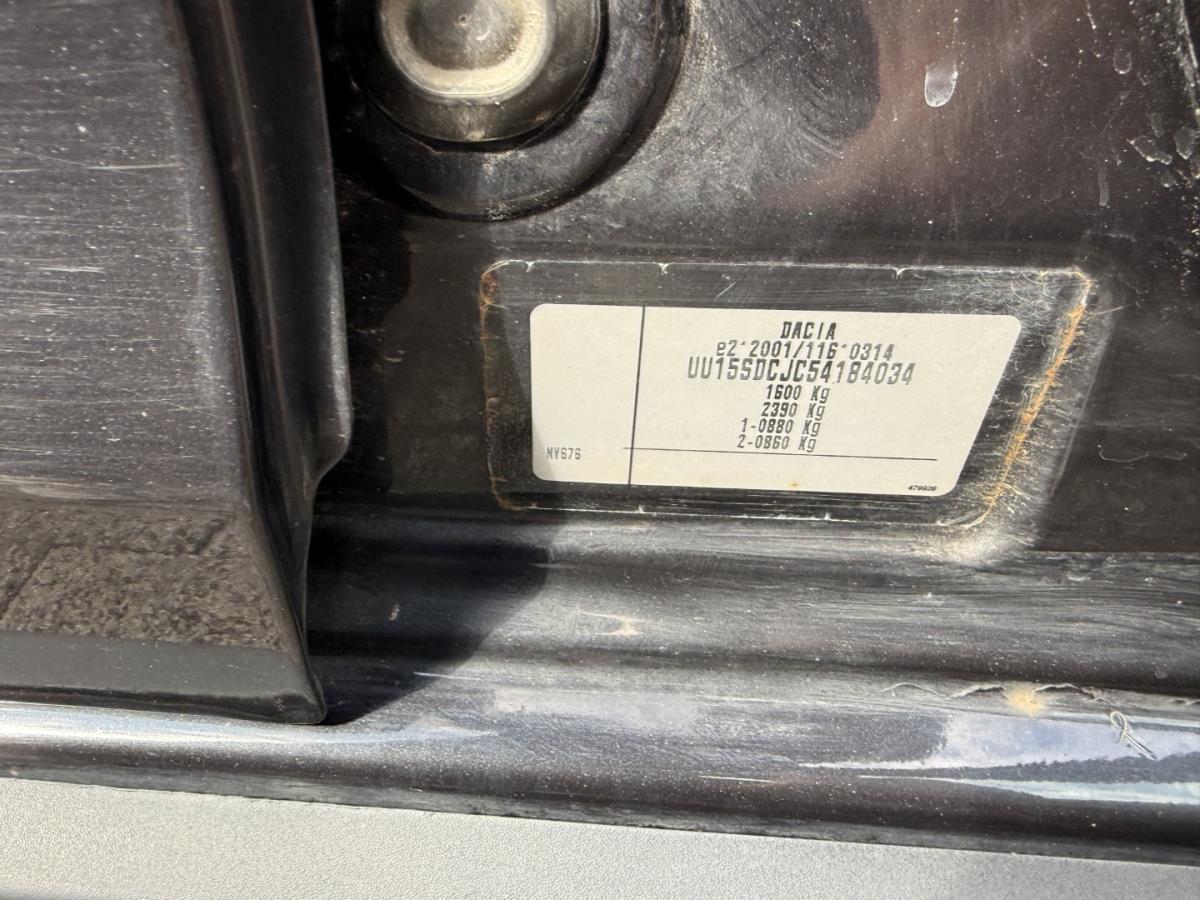 DACIA
e2*2001/116*0314
UU15SDCJC54184034
1600 Kg
2390 Kg
1-0880 Kg
2-0860 Kg
NV676
479826